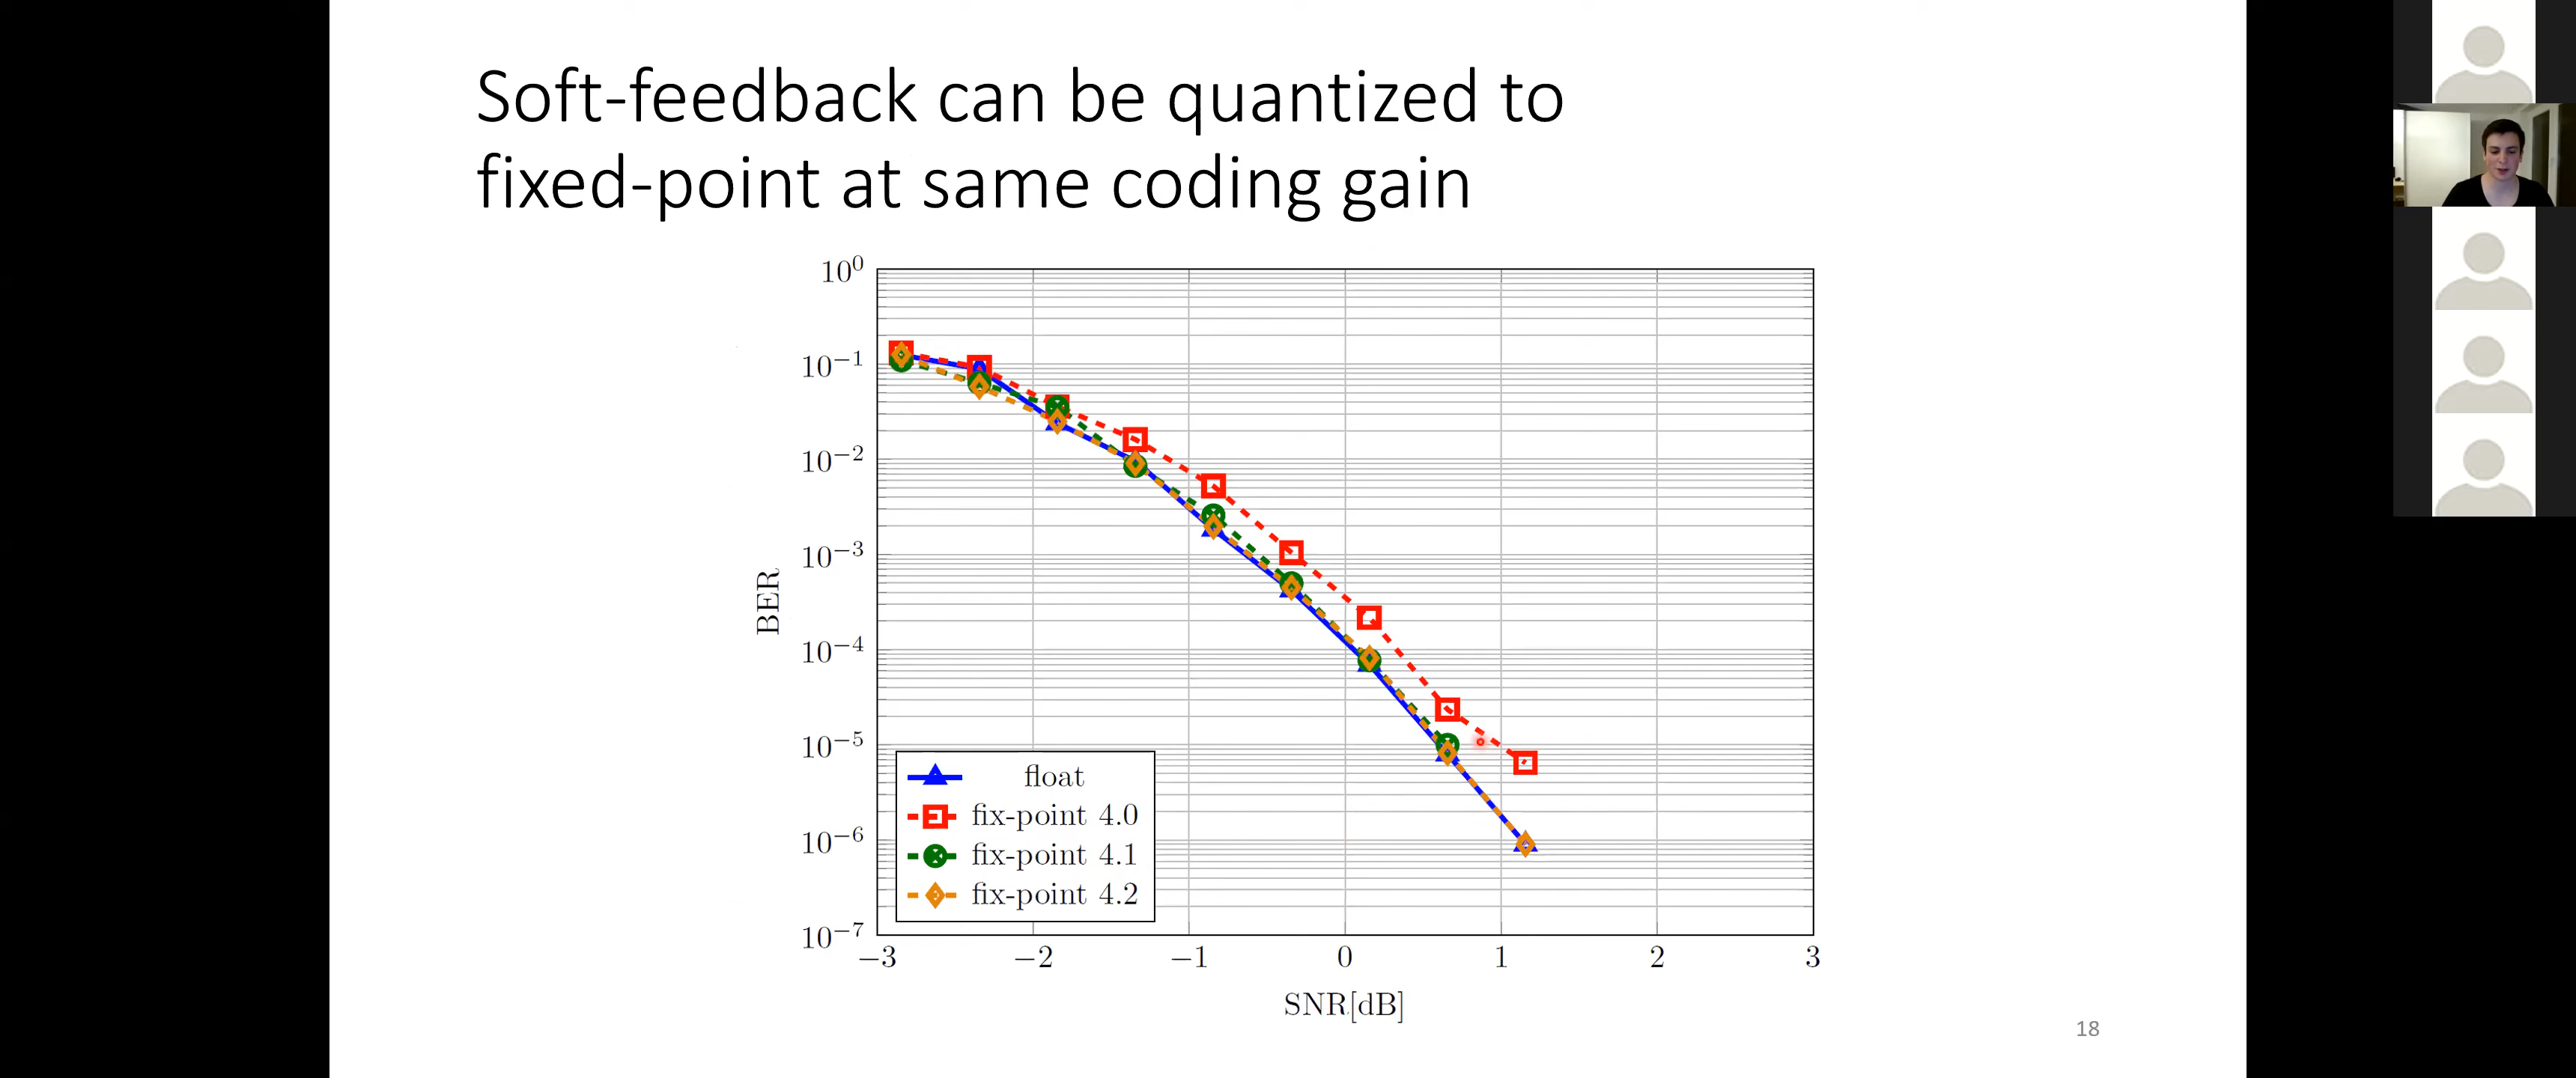 Soft-feedback can be quantized to
fixed-point at same coding gain
10⁰
10⁻¹
10⁻²
10⁻³
10⁻⁴
10⁻⁵
10⁻⁶
10⁻⁷
BER
float
fix-point 4.0
fix-point 4.1
fix-point 4.2
−3 −2 −1 0 1 2 3
SNR[dB]
18